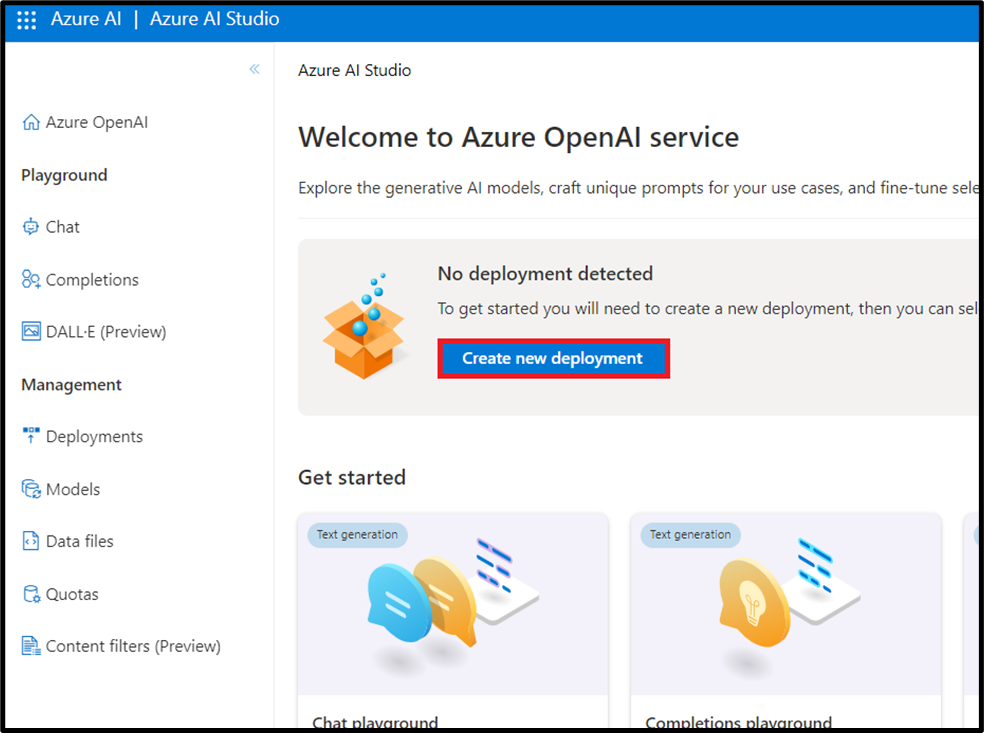 Azure AI | Azure AI Studio
Azure AI Studio
Azure OpenAI
Welcome to Azure OpenAI service
Playground
Explore the generative AI models, craft unique prompts for your use cases, and fine-tune sele
Chat
Completions
No deployment detected
To get started you will need to create a new deployment, then you can sel
DALL·E (Preview)
Create new deployment
Management
Deployments
Get started
Models
Text generation
Text generation
Data files
Quotas
Content filters (Preview)
Chat playground
Completions playground